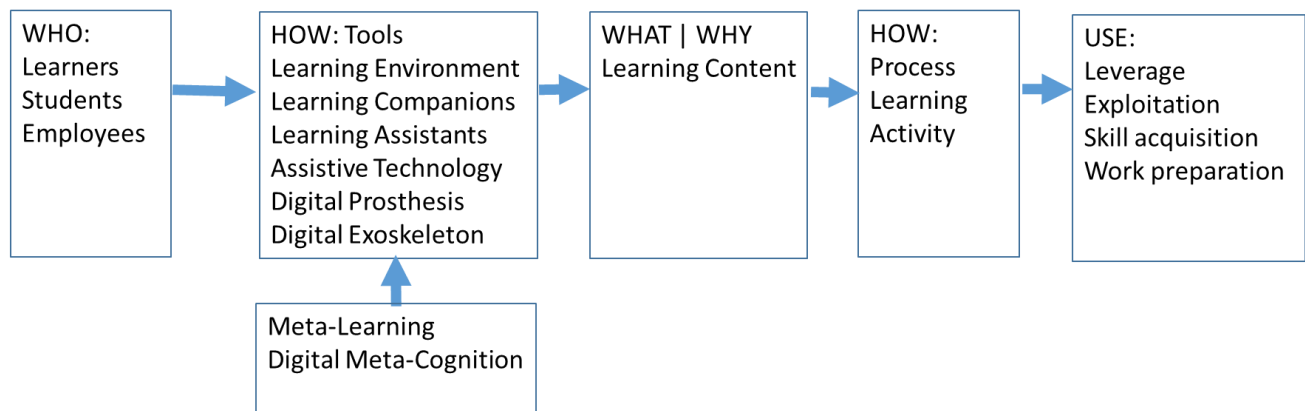 WHO:
Learners
Students
Employees
HOW: Tools
Learning Environment
Learning Companions
Learning Assistants
Assistive Technology
Digital Prosthesis
Digital Exoskeleton
WHAT | WHY
Learning Content
HOW:
Process
Learning
Activity
USE:
Leverage
Exploitation
Skill acquisition
Work preparation
Meta-Learning
Digital Meta-Cognition